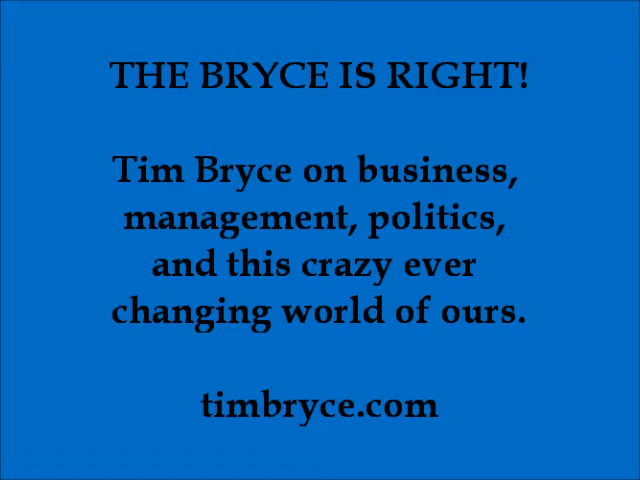 THE BRYCE IS RIGHT!
Tim Bryce on business,
management, politics,
and this crazy ever
changing world of ours.
timbryce.com